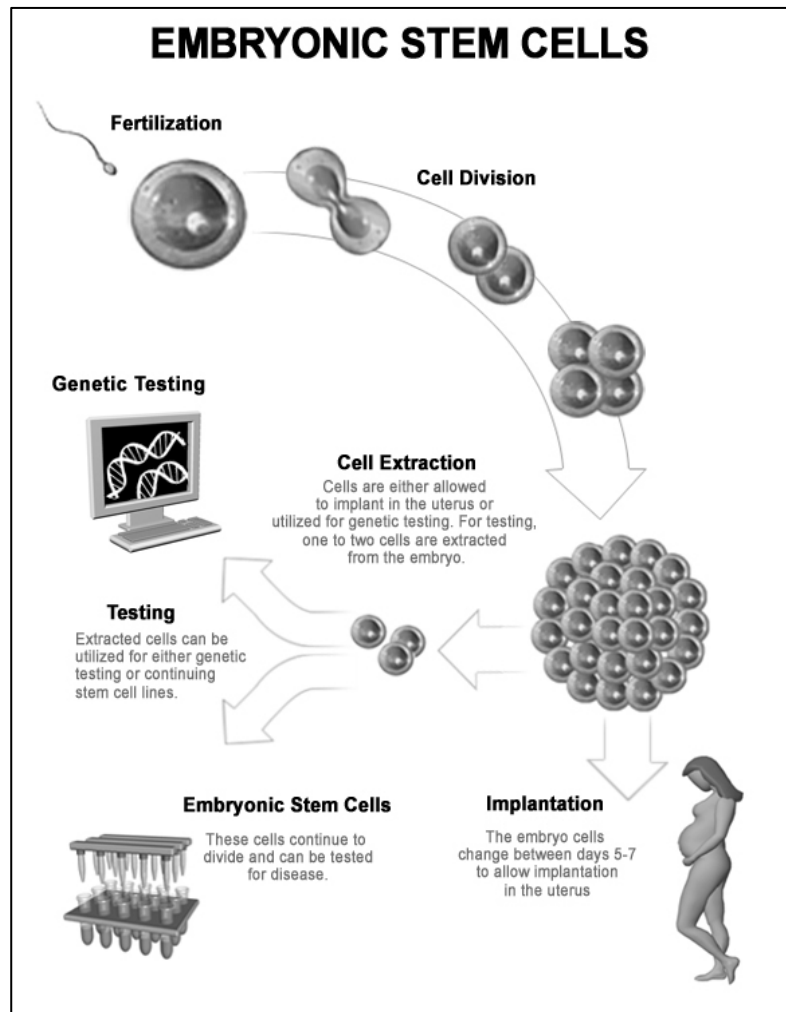 EMBRYONIC STEM CELLS
Fertilization
Cell Division
Genetic Testing
Cell Extraction
Cells are either allowed
to implant in the uterus or
utilized for genetic testing. For testing,
one to two cells are extracted
from the embryo.
Testing
Extracted cells can be
utilized for either genetic
testing or continuing
stem cell lines.
Embryonic Stem Cells
These cells continue to
divide and can be tested
for disease.
Implantation
The embryo cells
change between days 5-7
to allow implantation
in the uterus